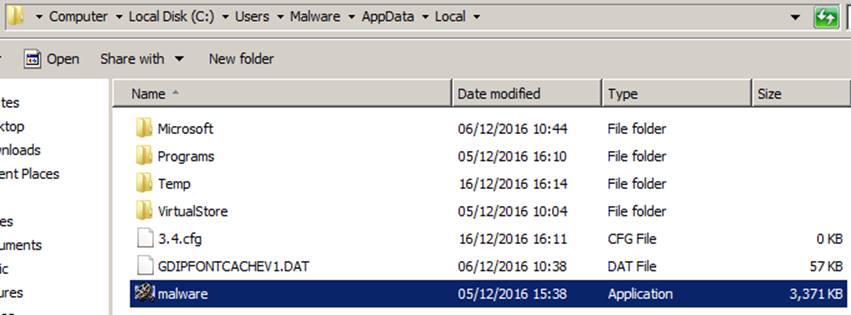 Computer Local Disk (C:) Users Malware AppData Local
Open Share with New folder
Name Date modified Type Size
Microsoft 06/12/2016 10:44 File folder
Programs 05/12/2016 16:10 File folder
Temp 16/12/2016 16:14 File folder
VirtualStore 05/12/2016 10:04 File folder
3.4.cfg 16/12/2016 16:11 CFG File 0 KB
GDIPFONTCACHEV1.DAT 06/12/2016 10:38 DAT File 57 KB
malware 05/12/2016 15:38 Application 3,371 KB
tes
ktop
nloads
ent Places
es
uments
ic
ures